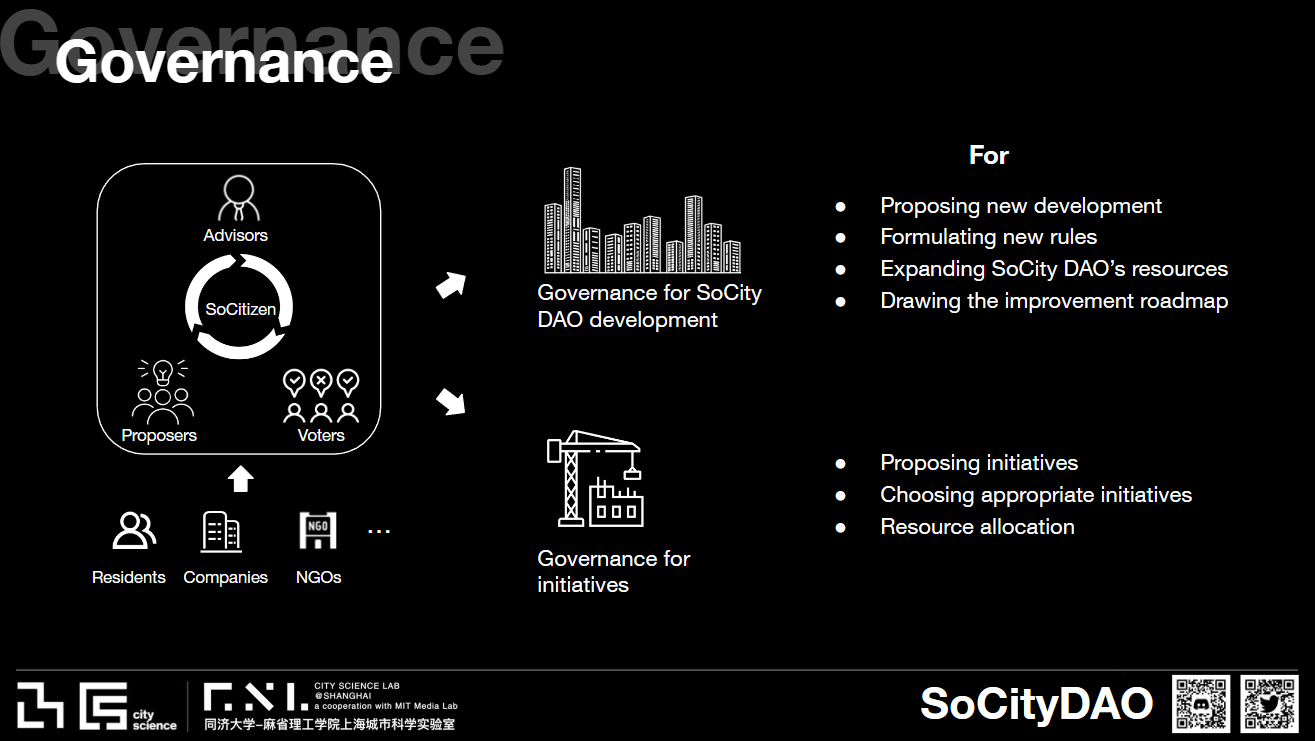 Governance
Governance
For
Advisors
SoCitizen
Proposers
Voters
Residents
Companies
NGO
NGOs
...
Governance for SoCity
DAO development
● Proposing new development
● Formulating new rules
● Expanding SoCity DAO’s resources
● Drawing the improvement roadmap
Governance for
initiatives
● Proposing initiatives
● Choosing appropriate initiatives
● Resource allocation
city
science
CITY SCIENCE LAB
@SHANGHAI
a cooperation with MIT Media Lab
同济大学-麻省理工学院上海城市科学实验室
SoCityDAO